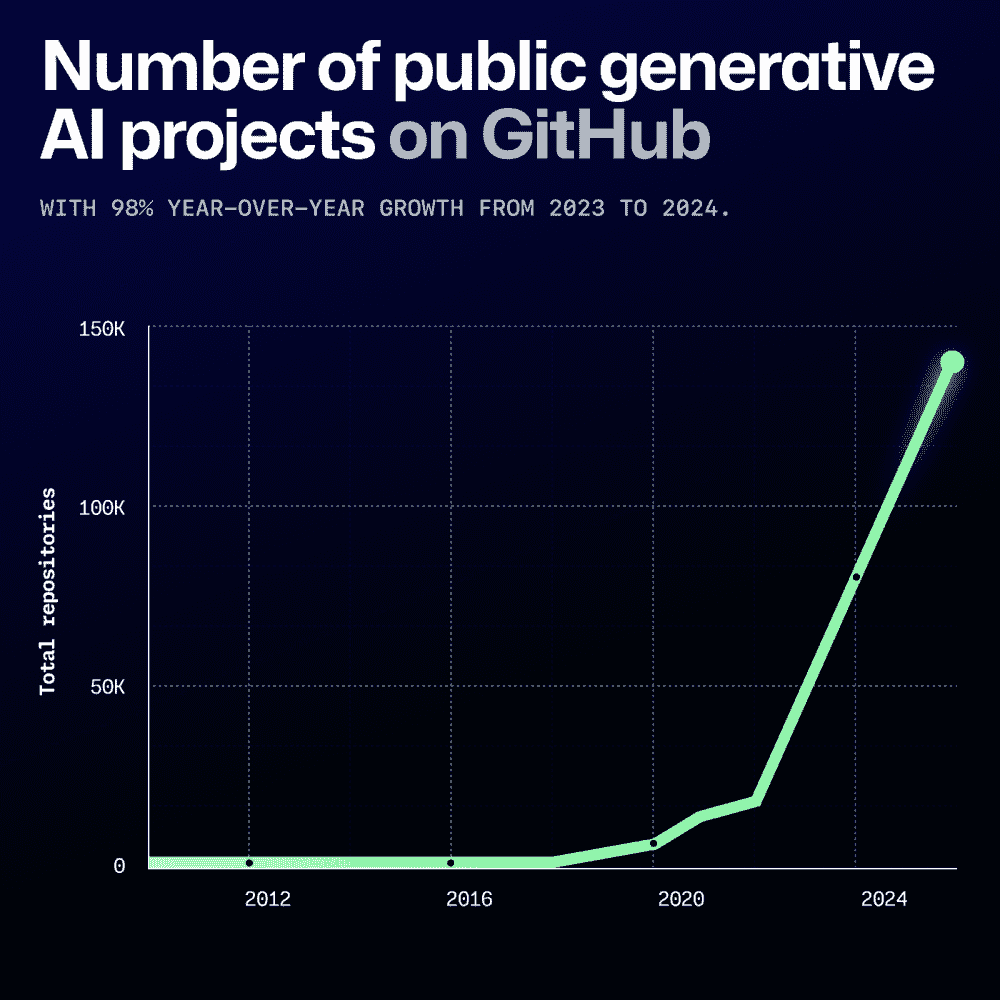 Number of public generative
AI projects on GitHub
WITH 98% YEAR–OVER–YEAR GROWTH FROM 2023 TO 2024.
150K
100K
50K
0
Total repositories
2012
2016
2020
2024